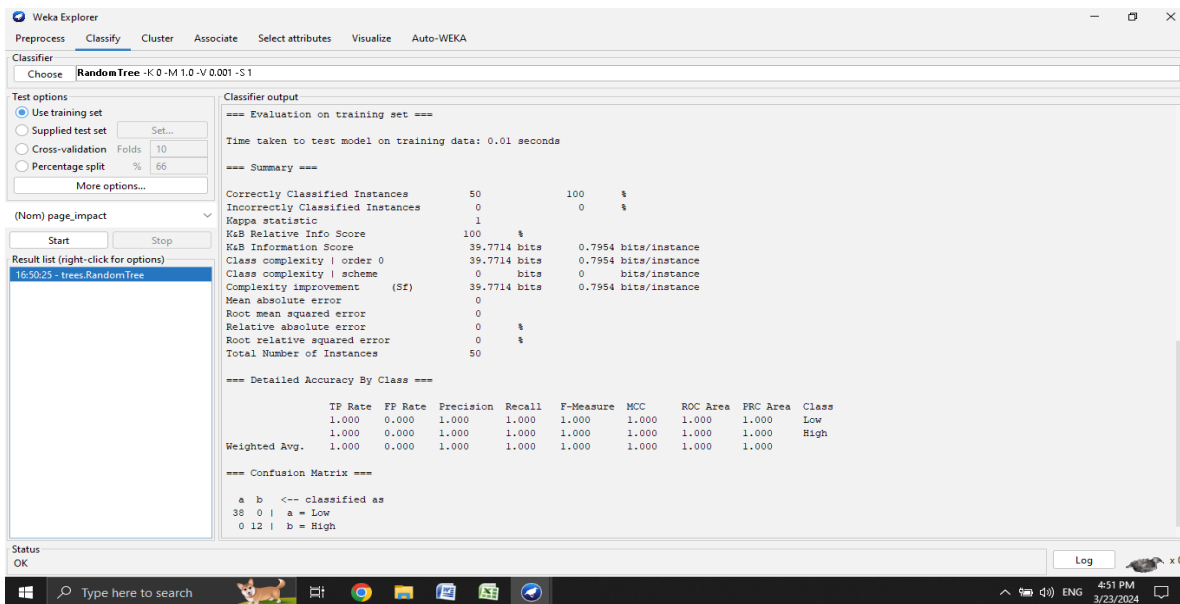 Weka Explorer
Preprocess Classify Cluster Associate Select attributes Visualize Auto-WEKA
Classifier
Choose RandomTree -K 0 -M 1.0 -V 0.001 -S 1
Test options
Use training set
Supplied test set Set...
Cross-validation Folds 10
Percentage split % 66
More options...
(Nom) page_impact
Start Stop
Result list (right-click for options)
16:50:25 - trees.RandomTree
Classifier output
=== Evaluation on training set ===
Time taken to test model on training data: 0.01 seconds
=== Summary ===
Correctly Classified Instances 50 100 %
Incorrectly Classified Instances 0 0 %
Kappa statistic 1
K&B Relative Info Score 100 %
K&B Information Score 39.7714 bits 0.7954 bits/instance
Class complexity | order 0 39.7714 bits 0.7954 bits/instance
Class complexity | scheme 0 bits 0 bits/instance
Complexity improvement (Sf) 39.7714 bits 0.7954 bits/instance
Mean absolute error 0
Root mean squared error 0
Relative absolute error 0 %
Root relative squared error 0 %
Total Number of Instances 50
=== Detailed Accuracy By Class ===
TP Rate FP Rate Precision Recall F-Measure MCC ROC Area PRC Area Class
1.000 0.000 1.000 1.000 1.000 1.000 1.000 1.000 Low
1.000 0.000 1.000 1.000 1.000 1.000 1.000 1.000 High
Weighted Avg. 1.000 0.000 1.000 1.000 1.000 1.000 1.000 1.000
=== Confusion Matrix ===
a b <-- classified as
38 0 | a = Low
0 12 | b = High
Status
OK
Log
x 0
Type here to search
ENG
4:51 PM
3/23/2024